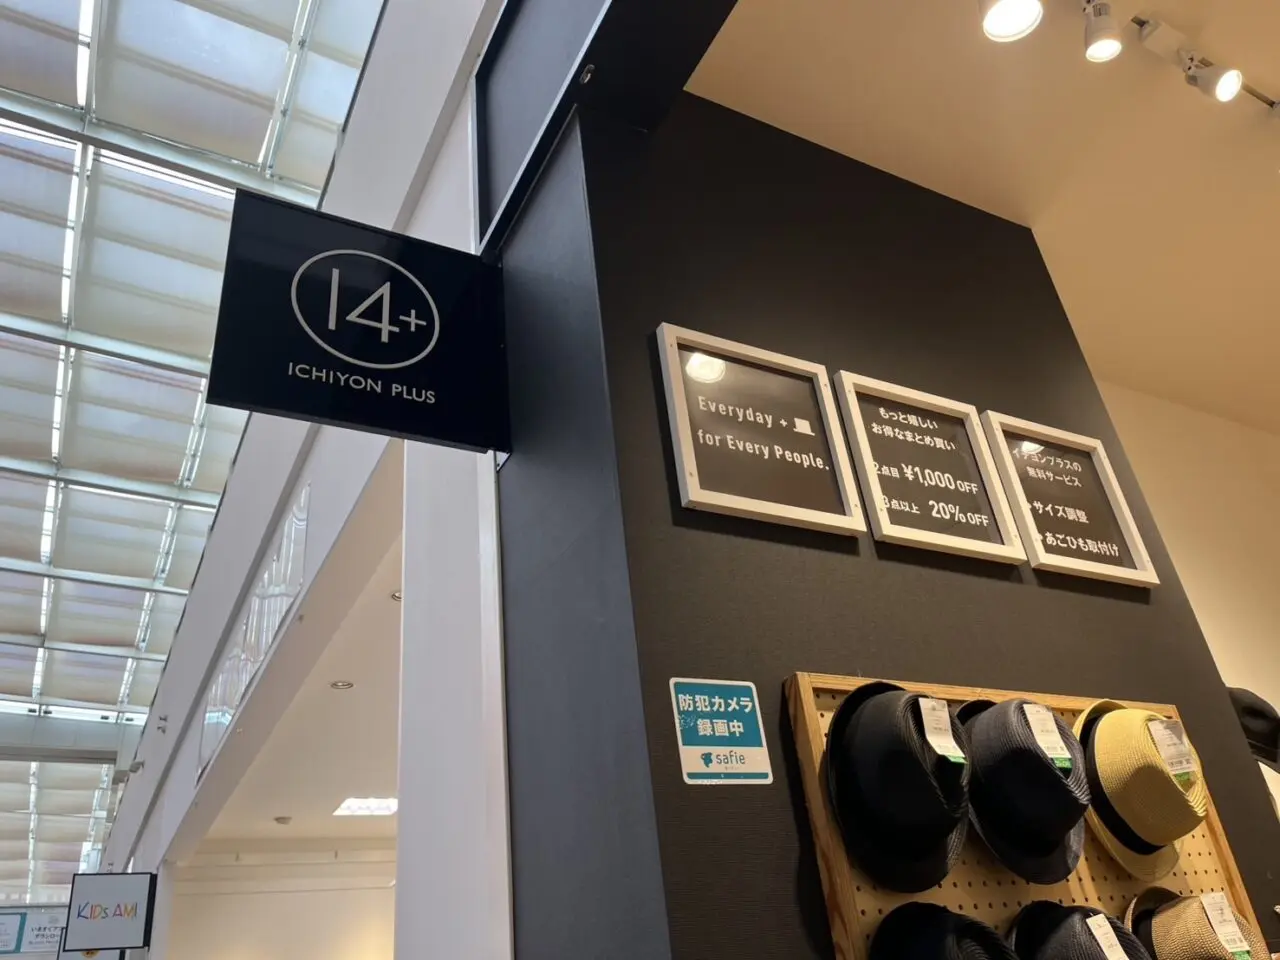 14+
ICHIYON PLUS
Everyday +
for Every People.
もっと嬉しい
お得なまとめ買い
2点目 ¥1,000 OFF
3点以上 20% OFF
イチヨンプラスの
無料サービス
サイズ調整
あごひも取付け
防犯カメラ
録画中
safie
KIDs AMI